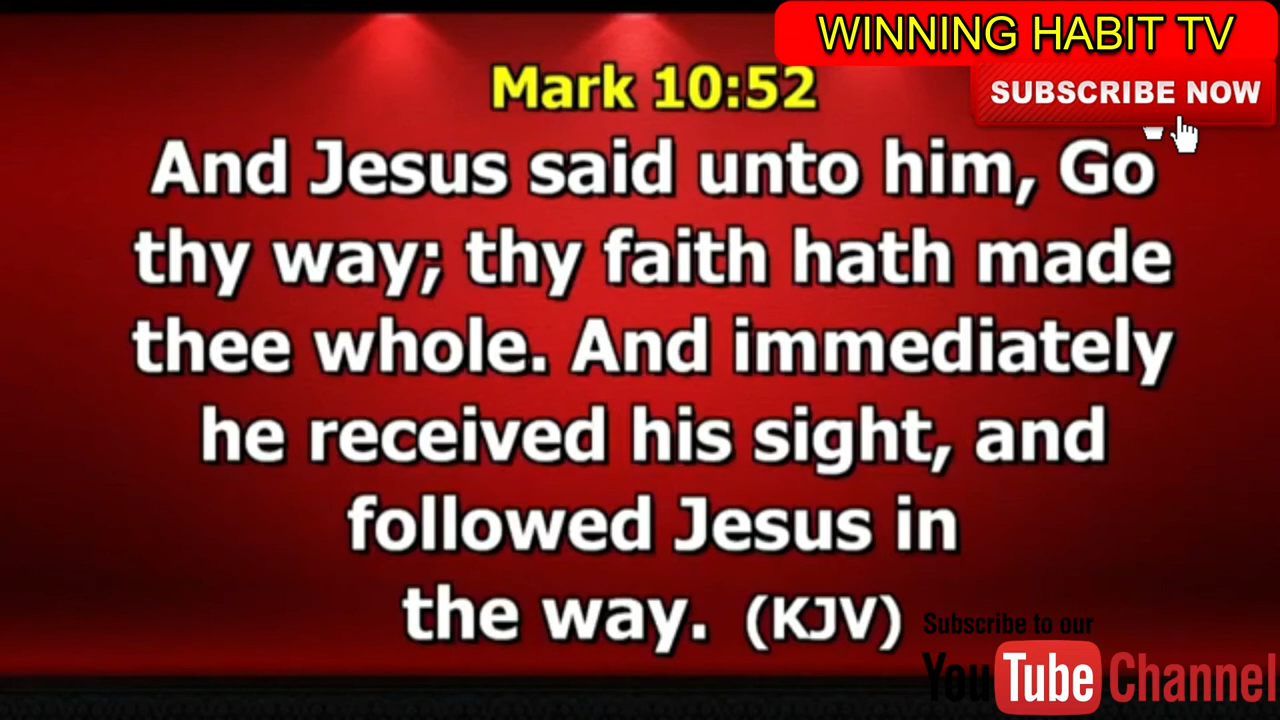 WINNING HABIT TV
SUBSCRIBE NOW
Mark 10:52
And Jesus said unto him, Go
thy way; thy faith hath made
thee whole. And immediately
he received his sight, and
followed Jesus in
the way. (KJV)
Subscribe to our
YouTube Channel